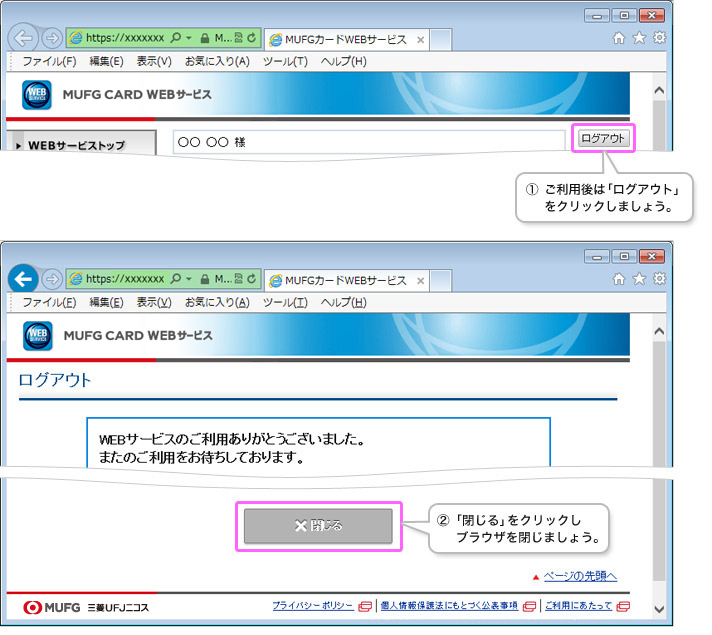 https://xxxxxxx M...
MUFGカードWEBサービス
ファイル(F) 編集(E) 表示(V) お気に入り(A) ツール(T) ヘルプ(H)
WEB SERVICE
MUFG CARD WEBサービス
WEBサービストップ
○○ ○○ 様
ログアウト
① ご利用後は「ログアウト」
をクリックしましょう。
https://xxxxxxx M...
MUFGカードWEBサービス
ファイル(F) 編集(E) 表示(V) お気に入り(A) ツール(T) ヘルプ(H)
WEB SERVICE
MUFG CARD WEBサービス
ログアウト
WEBサービスのご利用ありがとうございました。
またのご利用をお待ちしております。
閉じる
② 「閉じる」をクリックし
ブラウザを閉じましょう。
ページの先頭へ
MUFG 三菱UFJニコス
プライバシーポリシー | 個人情報保護法にもとづく公表事項 | ご利用にあたって